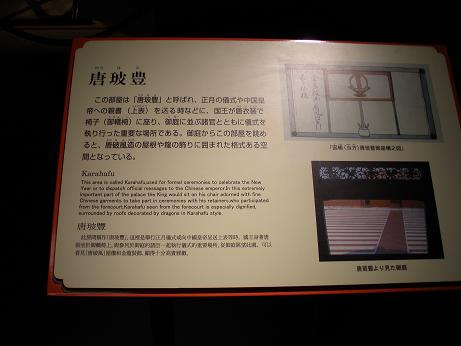 唐玻豊
この部屋は「唐玻豊」と呼ばれ、正月の儀式や中国皇
帝への親書（上表）を送る時などに、国王が唐衣装で
椅子（御轎椅）に座り、御庭に並ぶ諸官とともに儀式を
執り行った重要な場所である。御庭からこの部屋を眺め
ると、唐破風造の屋根や龍の飾りに囲まれた格式ある空
間となっている。
Karahafu
This area is called Karahafu,used for formal ceremonies to celebrate the New
Year or to dispatch official messages to the Chinese emperor.In this extremely
important part of the palace the King would sit on his chair adorned with fine
Chinese garments to take part in ceremonies with his retainers,who participated
from the forecourt.Karahafu seen from the forecourt is especially dignified,
surrounded by roofs decorated by dragons in Karahafu style.
唐玻豊
唐玻豊より見た御庭